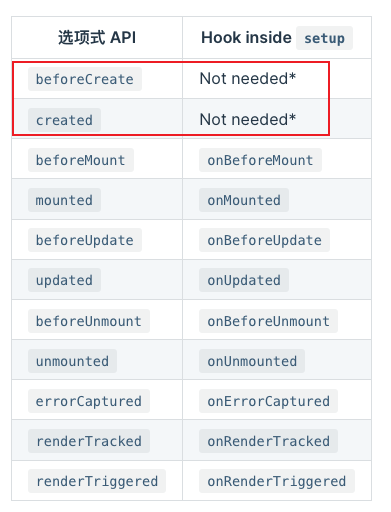 选项式 API Hook inside setup
beforeCreate Not needed*
created Not needed*
beforeMount onBeforeMount
mounted onMounted
beforeUpdate onBeforeUpdate
updated onUpdated
beforeUnmount onBeforeUnmount
unmounted onUnmounted
errorCaptured onErrorCaptured
renderTracked onRenderTracked
renderTriggered onRenderTriggered